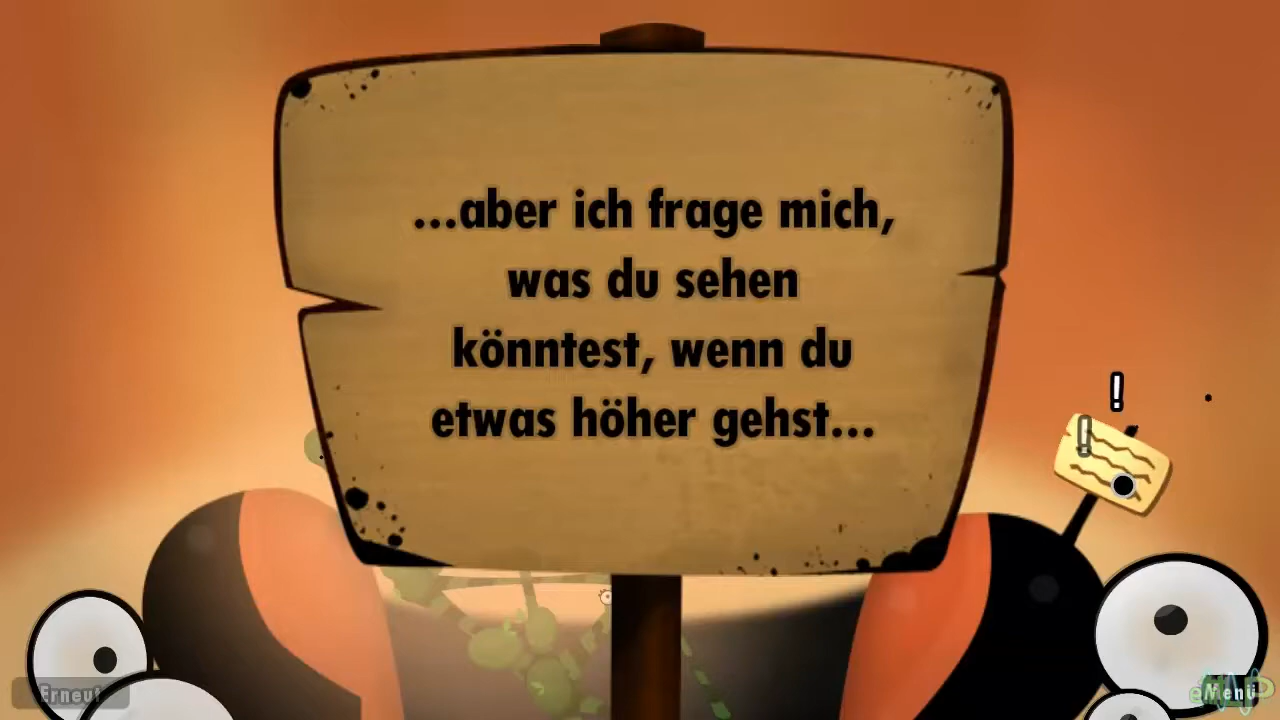 ...aber ich frage mich,
was du sehen
könntest, wenn du
etwas höher gehst...
!
!
Erneut
Menü